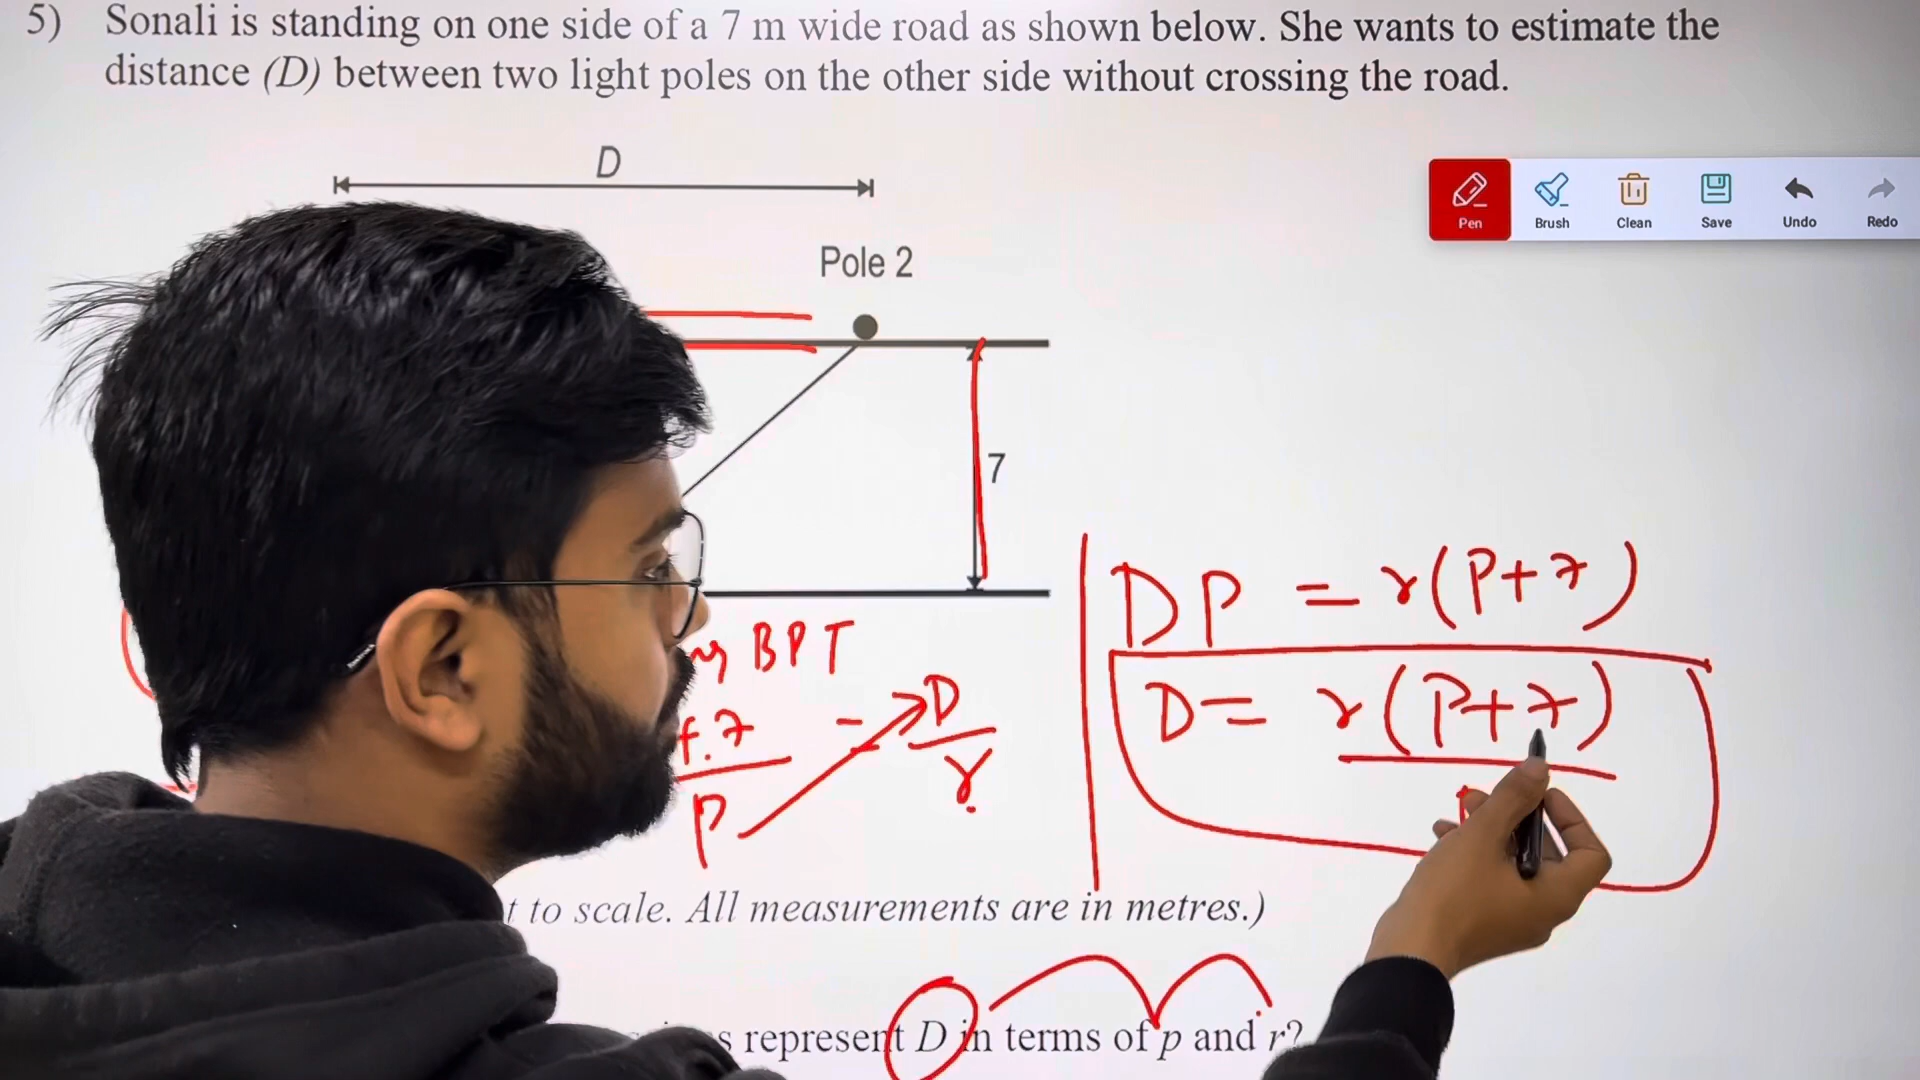 5) Sonali is standing on one side of a 7 m wide road as shown below. She wants to estimate the
distance (D) between two light poles on the other side without crossing the road.
D
Pen Brush Clean Save Undo Redo
Pole 2
7
DP = r(P+7)
BPT
D = r(P+7)
D
r
P
t to scale. All measurements are in metres.)
represent D in terms of p and r?